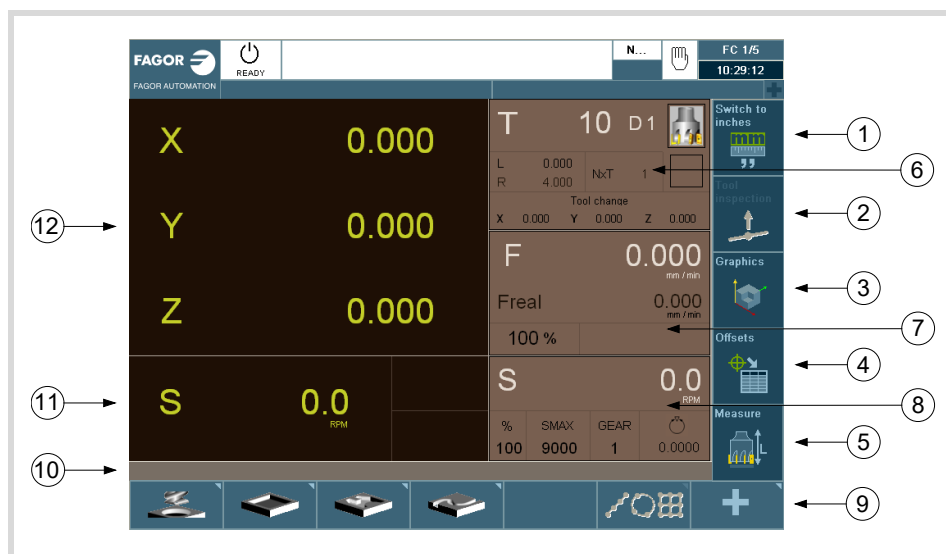 FAGOR
FAGOR AUTOMATION
READY
N...
FC 1/5
10:29:12
X 0.000
Y 0.000
Z 0.000
S 0.0
RPM
T 10 D 1
L 0.000
R 4.000
NxT 1
Tool change
X 0.000 Y 0.000 Z 0.000
F 0.000
mm / min
Freal 0.000
mm / min
100 %
S 0.0
RPM
% SMAX GEAR
100 9000 1 0.0000
Switch to
inches
Tool
inspection
Graphics
Offsets
Measure
L
1
2
3
4
5
6
7
8
9
10
11
12